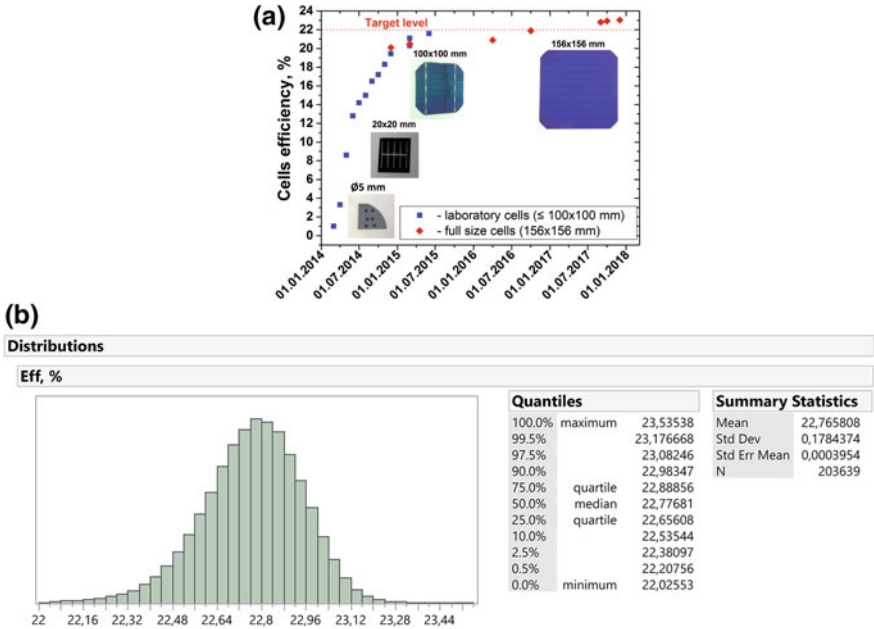 (a)
Cells efficiency, %
24
22
20
18
16
14
12
10
8
6
4
2
0
Target level
100x100 mm
156x156 mm
20x20 mm
Ø5 mm
- laboratory cells (≤ 100x100 mm)
- full size cells (156x156 mm)
01.01.2014
01.07.2014
01.01.2015
01.07.2015
01.01.2016
01.07.2016
01.01.2017
01.07.2017
01.01.2018
(b)
Distributions
Eff, %
22 22,16 22,32 22,48 22,64 22,8 22,96 23,12 23,28 23,44
Quantiles
100.0% maximum 23,53538
99.5% 23,176668
97.5% 23,08246
90.0% 22,98347
75.0% quartile 22,88856
50.0% median 22,77681
25.0% quartile 22,65608
10.0% 22,53544
2.5% 22,38097
0.5% 22,20756
0.0% minimum 22,02553
Summary Statistics
Mean 22,765808
Std Dev 0,1784374
Std Err Mean 0,0003954
N 203639